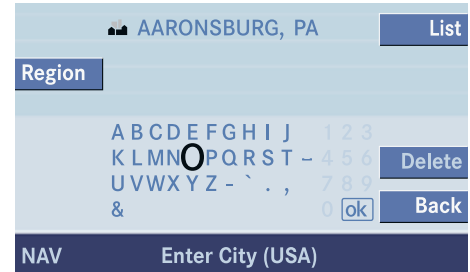 AARONSBURG, PA
List
Region
A B C D E F G H I J 1 2 3
K L M N O P Q R S T – 4 5 6
Delete
U V W X Y Z - ` . , 7 8 9
& 0 ok
Back
NAV Enter City (USA)